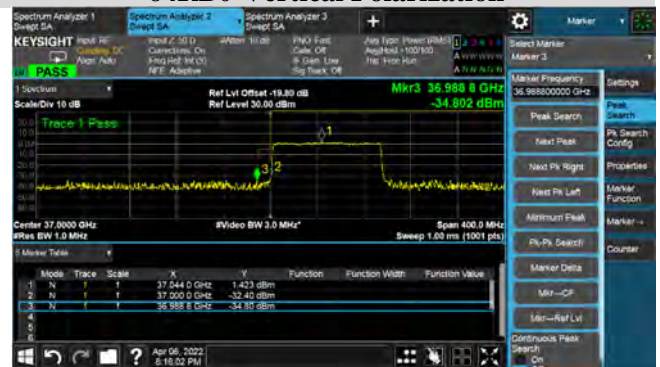 Spectrum Analyzer 1
Swept SA
Spectrum Analyzer 2
Swept SA
Spectrum Analyzer 3
Swept SA
+
Marker
KEYSIGHT
Input: RF
Coupling: DC
Align: Auto
Input Z: 50 Ω
Corrections: On
Freq Ref: Int (S)
NFE: Adaptive
#Atten: 10 dB
PNO: Fast
Gate: Off
IF Gain: Low
Sig Track: Off
Avg Type: Power (RMS)
Avg|Hold: >100/100
Trig: Free Run
PASS
Select Marker
Marker 3
1 Spectrum
Scale/Div 10 dB
Ref Lvl Offset -19.80 dB
Ref Level 30.00 dBm
Mkr3 36.988 8 GHz
-34.802 dBm
Trace 1 Pass
1
3
2
Center 37.0000 GHz
#Res BW 1.0 MHz
#Video BW 3.0 MHz*
Span 400.0 MHz
Sweep 1.00 ms (1001 pts)
Marker Table
Mode Trace Scale X Y Function Function Width Function Value
1 N 1 f 37.044 0 GHz 1.423 dBm
2 N 1 f 37.000 0 GHz -32.40 dBm
3 N 1 f 36.988 8 GHz -34.80 dBm
4
5
6
Marker Frequency
36.988800000 GHz
Peak Search
Next Peak
Next Pk Right
Next Pk Left
Minimum Peak
Pk-Pk Search
Marker Delta
Mkr→CF
Mkr→Ref Lvl
Continuous Peak
Search
On
Settings
Peak
Search
Pk Search
Config
Properties
Marker
Function
Marker→
Counter
?
Apr 06, 2022
8:16:02 PM